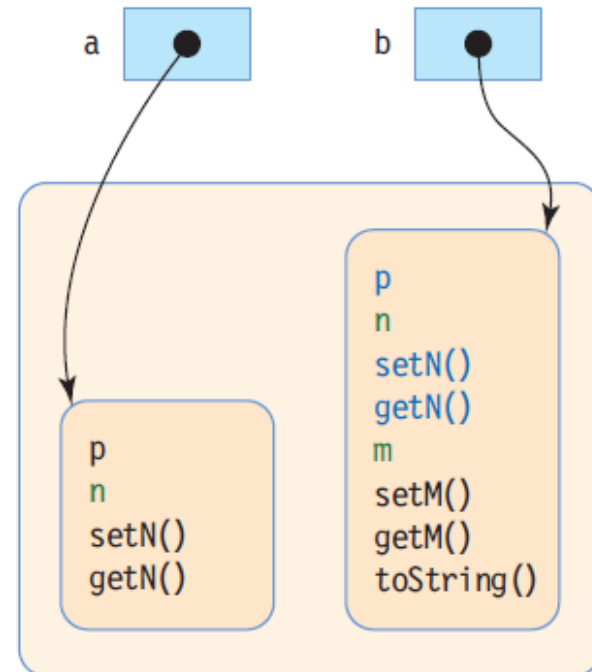 a
b
p
n
setN()
getN()
p
n
setN()
getN()
m
setM()
getM()
toString()